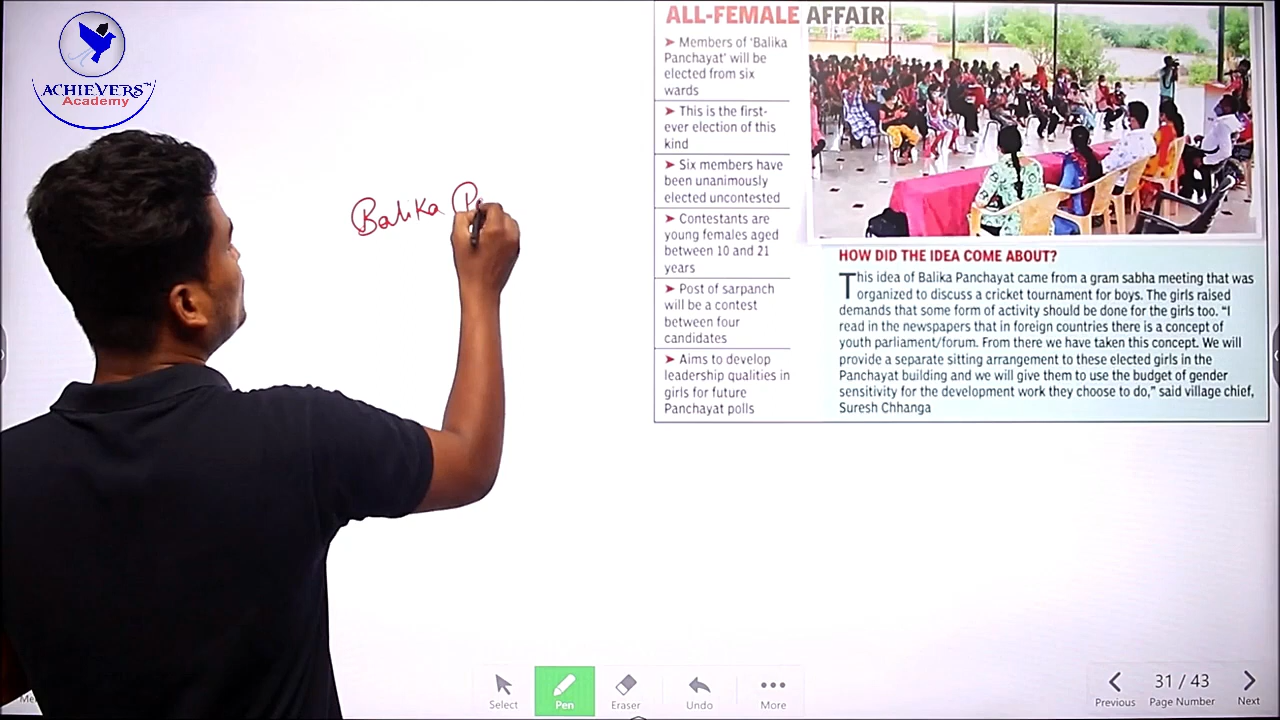 ACHIEVERS™
Academy
Balika
ALL-FEMALE AFFAIR
➤ Members of 'Balika
Panchayat' will be
elected from six
wards
➤ This is the first-
ever election of this
kind
➤ Six members have
been unanimously
elected uncontested
➤ Contestants are
young females aged
between 10 and 21
years
➤ Post of sarpanch
will be a contest
between four
candidates
➤ Aims to develop
leadership qualities in
girls for future
Panchayat polls
HOW DID THE IDEA COME ABOUT?
This idea of Balika Panchayat came from a gram sabha meeting that was
organized to discuss a cricket tournament for boys. The girls raised
demands that some form of activity should be done for the girls too. "I
read in the newspapers that in foreign countries there is a concept of
youth parliament/forum. From there we have taken this concept. We will
provide a separate sitting arrangement to these elected girls in the
Panchayat building and we will give them to use the budget of gender
sensitivity for the development work they choose to do," said village chief,
Suresh Chhanga
Select
Pen
Eraser
Undo
More
Previous
31 / 43
Page Number
Next